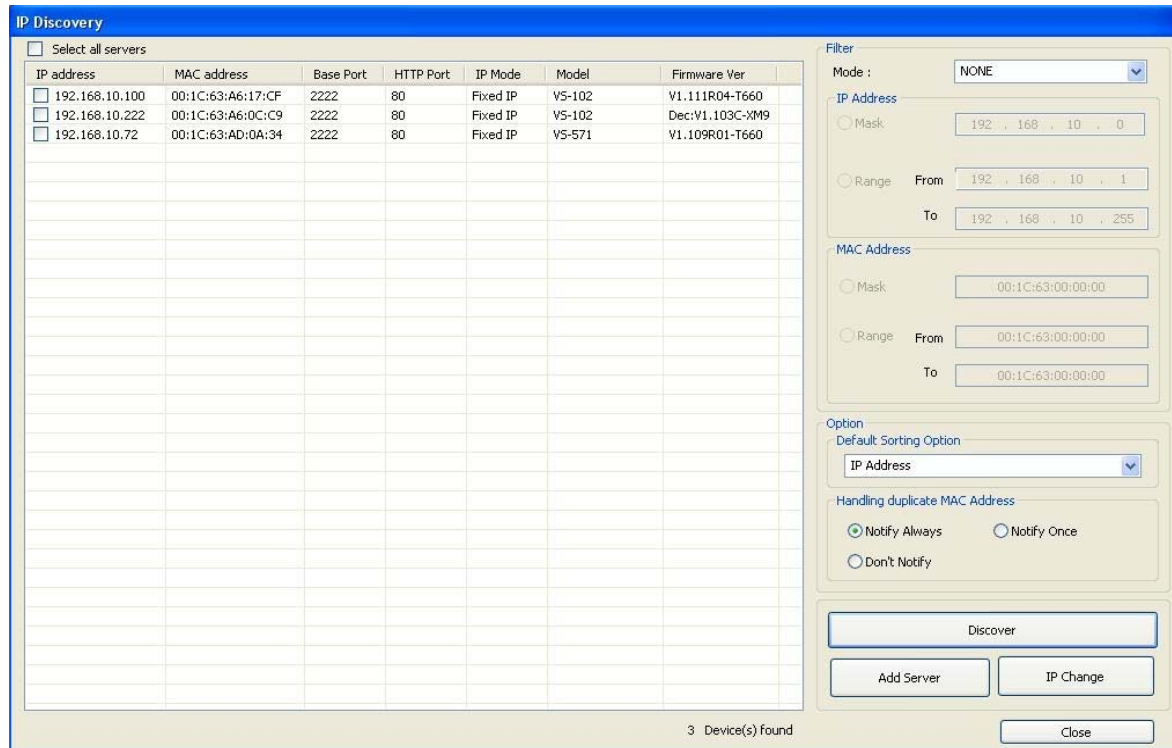 IP Discovery
Select all servers
IP address MAC address Base Port HTTP Port IP Mode Model Firmware Ver
192.168.10.100 00:1C:63:A6:17:CF 2222 80 Fixed IP VS-102 V1.111R04-T660
192.168.10.222 00:1C:63:A6:0C:C9 2222 80 Fixed IP VS-102 Dec:V1.103C-XM9
192.168.10.72 00:1C:63:AD:0A:34 2222 80 Fixed IP VS-571 V1.109R01-T660
3 Device(s) found
Filter
Mode : NONE
IP Address
Mask 192 . 168 . 10 . 0
Range From 192 . 168 . 10 . 1
To 192 . 168 . 10 . 255
MAC Address
Mask 00:1C:63:00:00:00
Range From 00:1C:63:00:00:00
To 00:1C:63:00:00:00
Option
Default Sorting Option
IP Address
Handling duplicate MAC Address
Notify Always Notify Once
Don't Notify
Discover
Add Server IP Change
Close